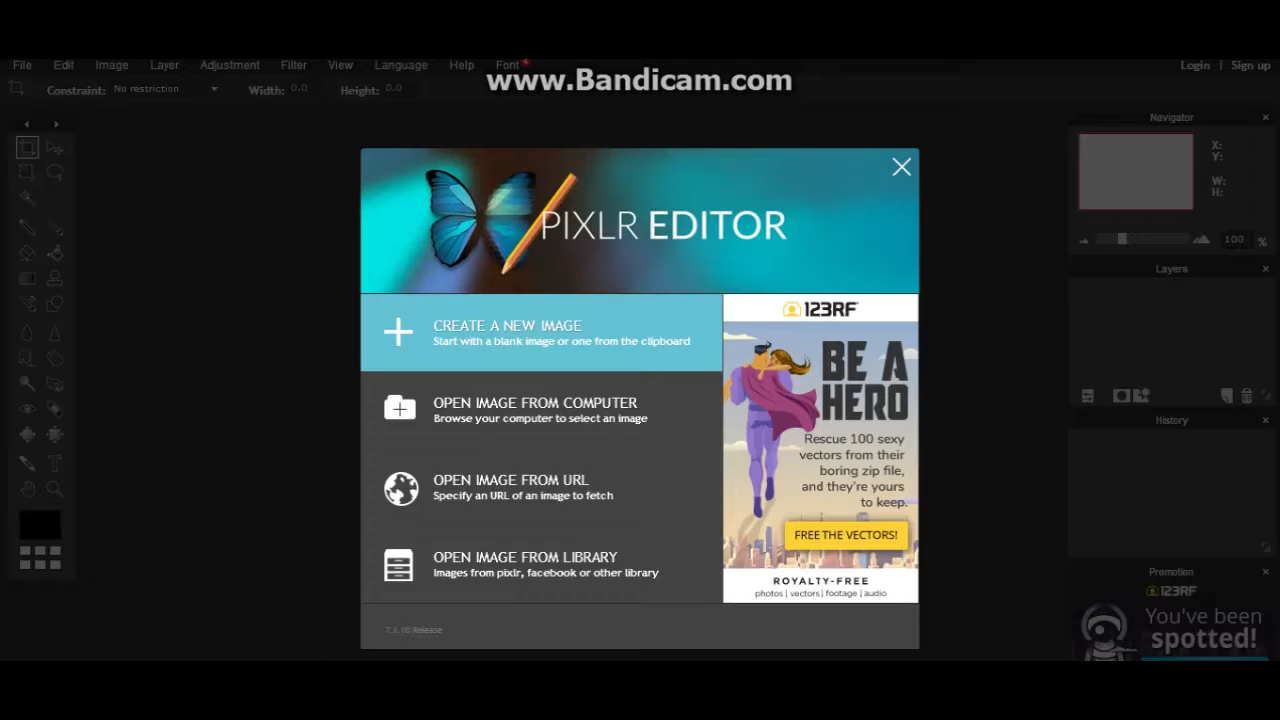 File Edit Image Layer Adjustment Filter View Language Help Font Login | Sign up
www.Bandicam.com
Constraint: No restriction Width: 0.0 Height: 0.0
Navigator
X:
Y:
W:
H:
100 %
Layers
History
Promotion
123RF
You've been
spotted!
PIXLR EDITOR
CREATE A NEW IMAGE
Start with a blank image or one from the clipboard
OPEN IMAGE FROM COMPUTER
Browse your computer to select an image
OPEN IMAGE FROM URL
Specify an URL of an image to fetch
OPEN IMAGE FROM LIBRARY
Images from pixlr, facebook or other library
7.1.10 Release
123RF
BE A
HERO
Rescue 100 sexy
vectors from their
boring zip file,
and they're yours
to keep.
FREE THE VECTORS!
ROYALTY-FREE
photos | vectors | footage | audio